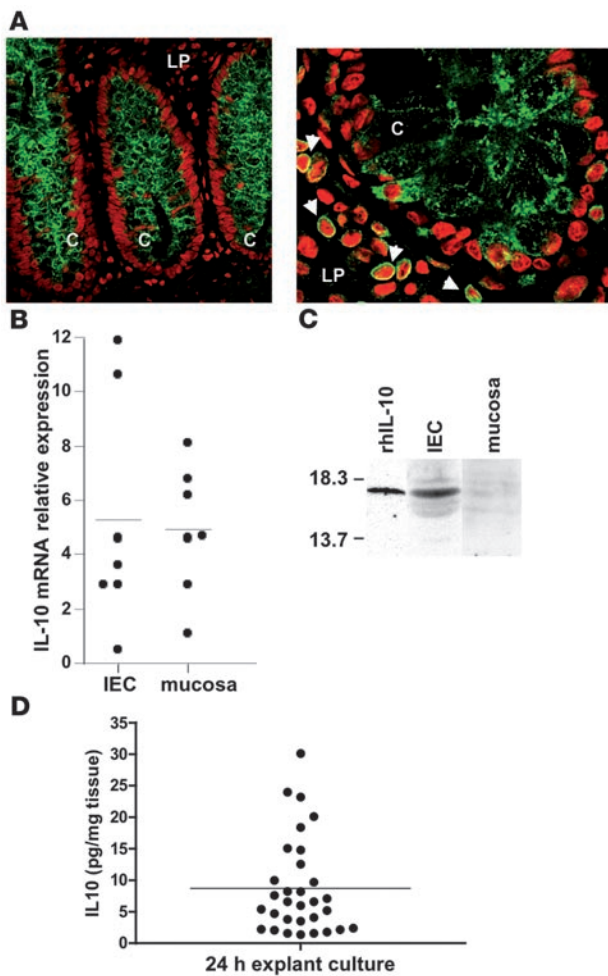 A
LP
C
C
C
C
LP
B
IL-10 mRNA relative expression
12
10
8
6
4
2
0
IEC
mucosa
C
rhIL-10
IEC
mucosa
18.3
13.7
D
IL10 (pg/mg tissue)
35
30
25
20
15
10
5
0
24 h explant culture